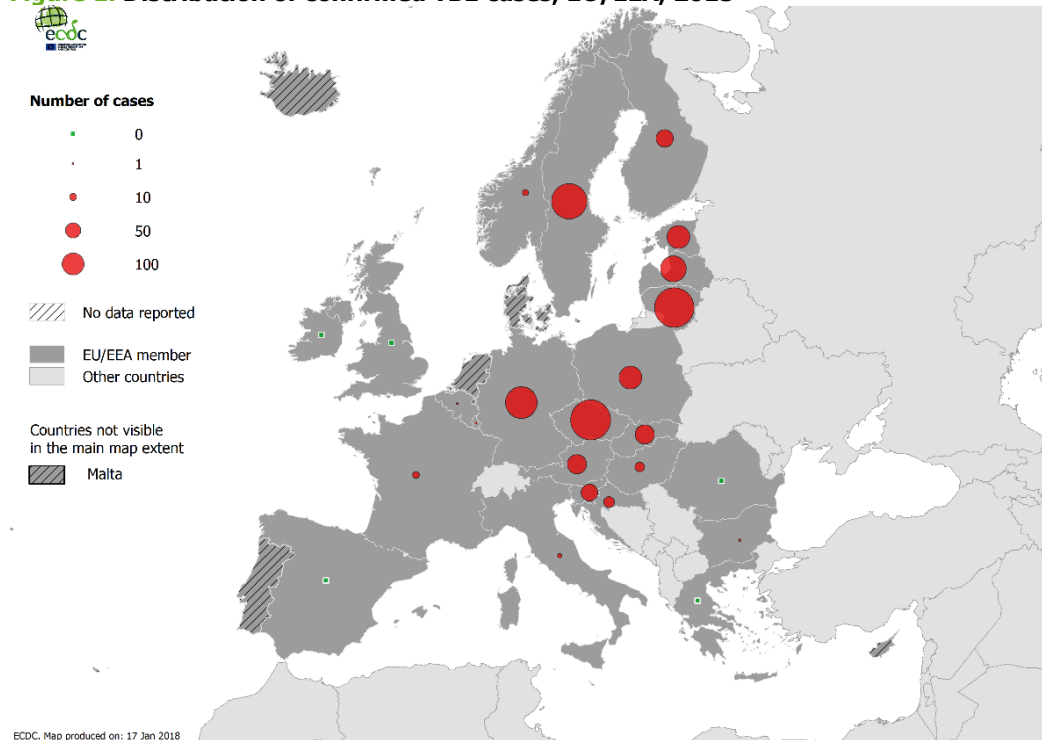 ecdc
Number of cases
0
1
10
50
100
No data reported
EU/EEA member
Other countries
Countries not visible
in the main map extent
Malta
ECDC. Map produced on: 17 Jan 2018